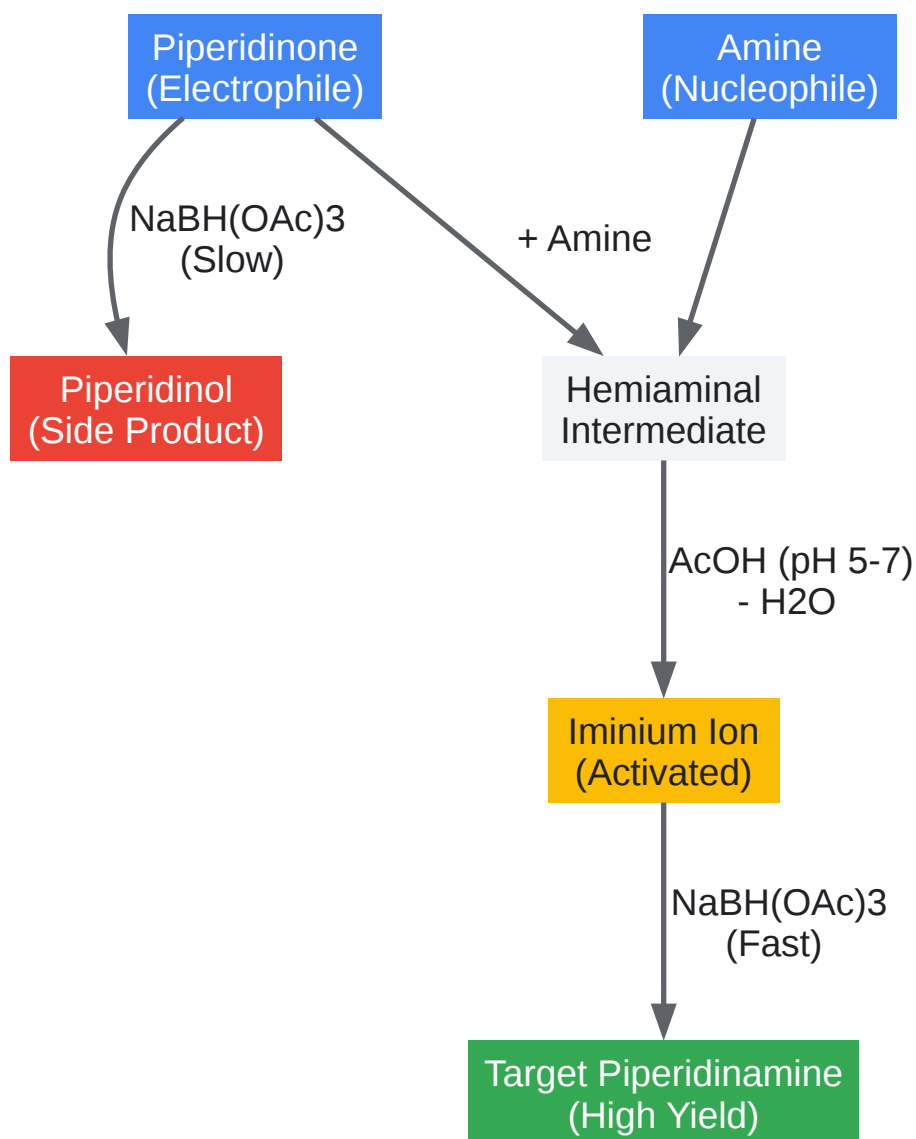 Piperidinone
(Electrophile)
Amine
(Nucleophile)
NaBH(OAc)3
(Slow)
+ Amine
Piperidinol
(Side Product)
Hemiaminal
Intermediate
AcOH (pH 5-7)
- H2O
Iminium Ion
(Activated)
NaBH(OAc)3
(Fast)
Target Piperidinamine
(High Yield)